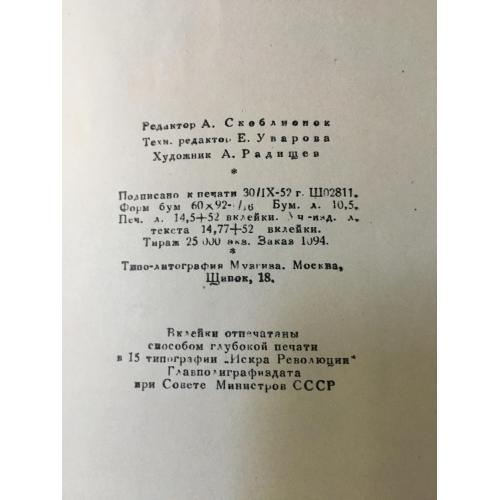 Редактор А. Скоблионок
Техн. редактор Е. Уварова
Художник А. Радищев
*
Подписано к печати 30/IX-52 г. Ш02811.
Форм бум 60×92-1/16 Бум. л. 10,5.
Печ. л. 14,5+52 вклейки. Уч-изд. л.
текста 14,77+52 вклейки.
Тираж 25 000 экз. Заказ 1094.
*
Типо-литография Музгиза. Москва,
Щипок, 18.
Вклейки отпечатаны
способом глубокой печати
в 15 типографии „Искра Революции"
Главполиграфиздата
при Совете Министров СССР